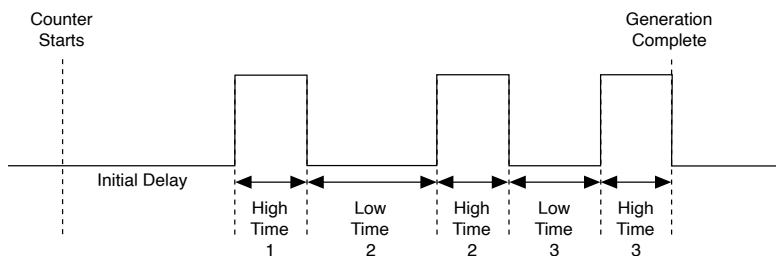 Counter
Starts
Generation
Complete
Initial Delay
High
Time
1
Low
Time
2
High
Time
2
Low
Time
3
High
Time
3